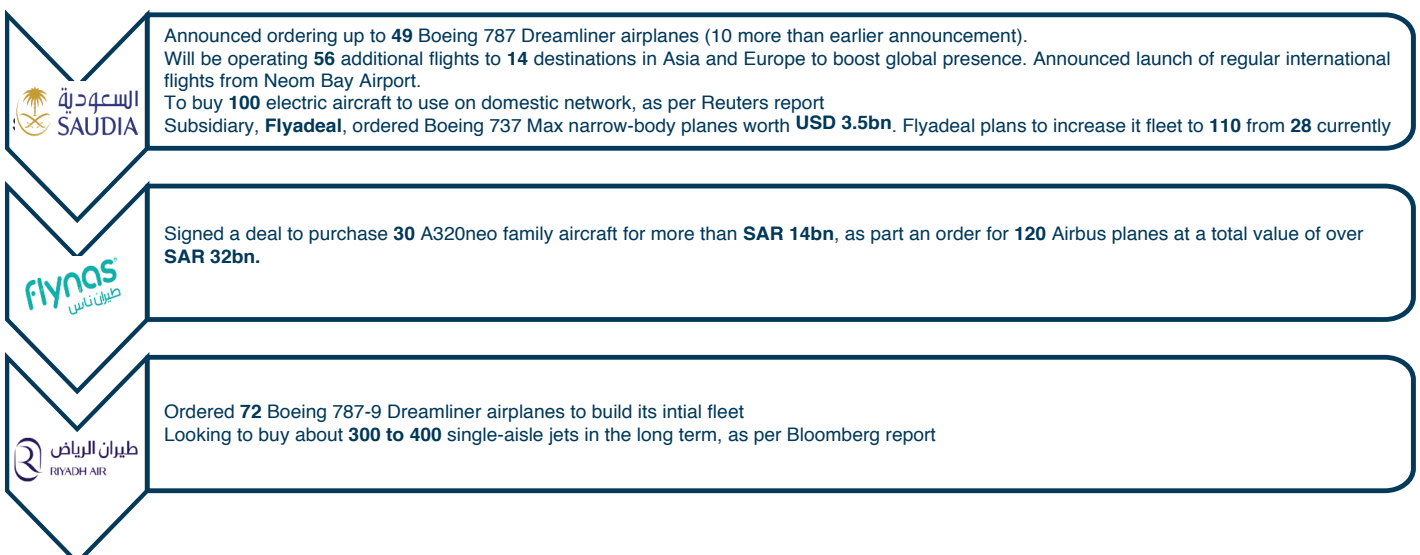 Announced ordering up to 49 Boeing 787 Dreamliner airplanes (10 more than earlier announcement).
Will be operating 56 additional flights to 14 destinations in Asia and Europe to boost global presence. Announced launch of regular international
flights from Neom Bay Airport.
To buy 100 electric aircraft to use on domestic network, as per Reuters report
Subsidiary, Flyadeal, ordered Boeing 737 Max narrow-body planes worth USD 3.5bn. Flyadeal plans to increase it fleet to 110 from 28 currently
السعودية
SAUDIA
Signed a deal to purchase 30 A320neo family aircraft for more than SAR 14bn, as part an order for 120 Airbus planes at a total value of over
SAR 32bn.
flynas
طيران ناس
Ordered 72 Boeing 787-9 Dreamliner airplanes to build its intial fleet
Looking to buy about 300 to 400 single-aisle jets in the long term, as per Bloomberg report
طيران الرياض
RIYADH AIR